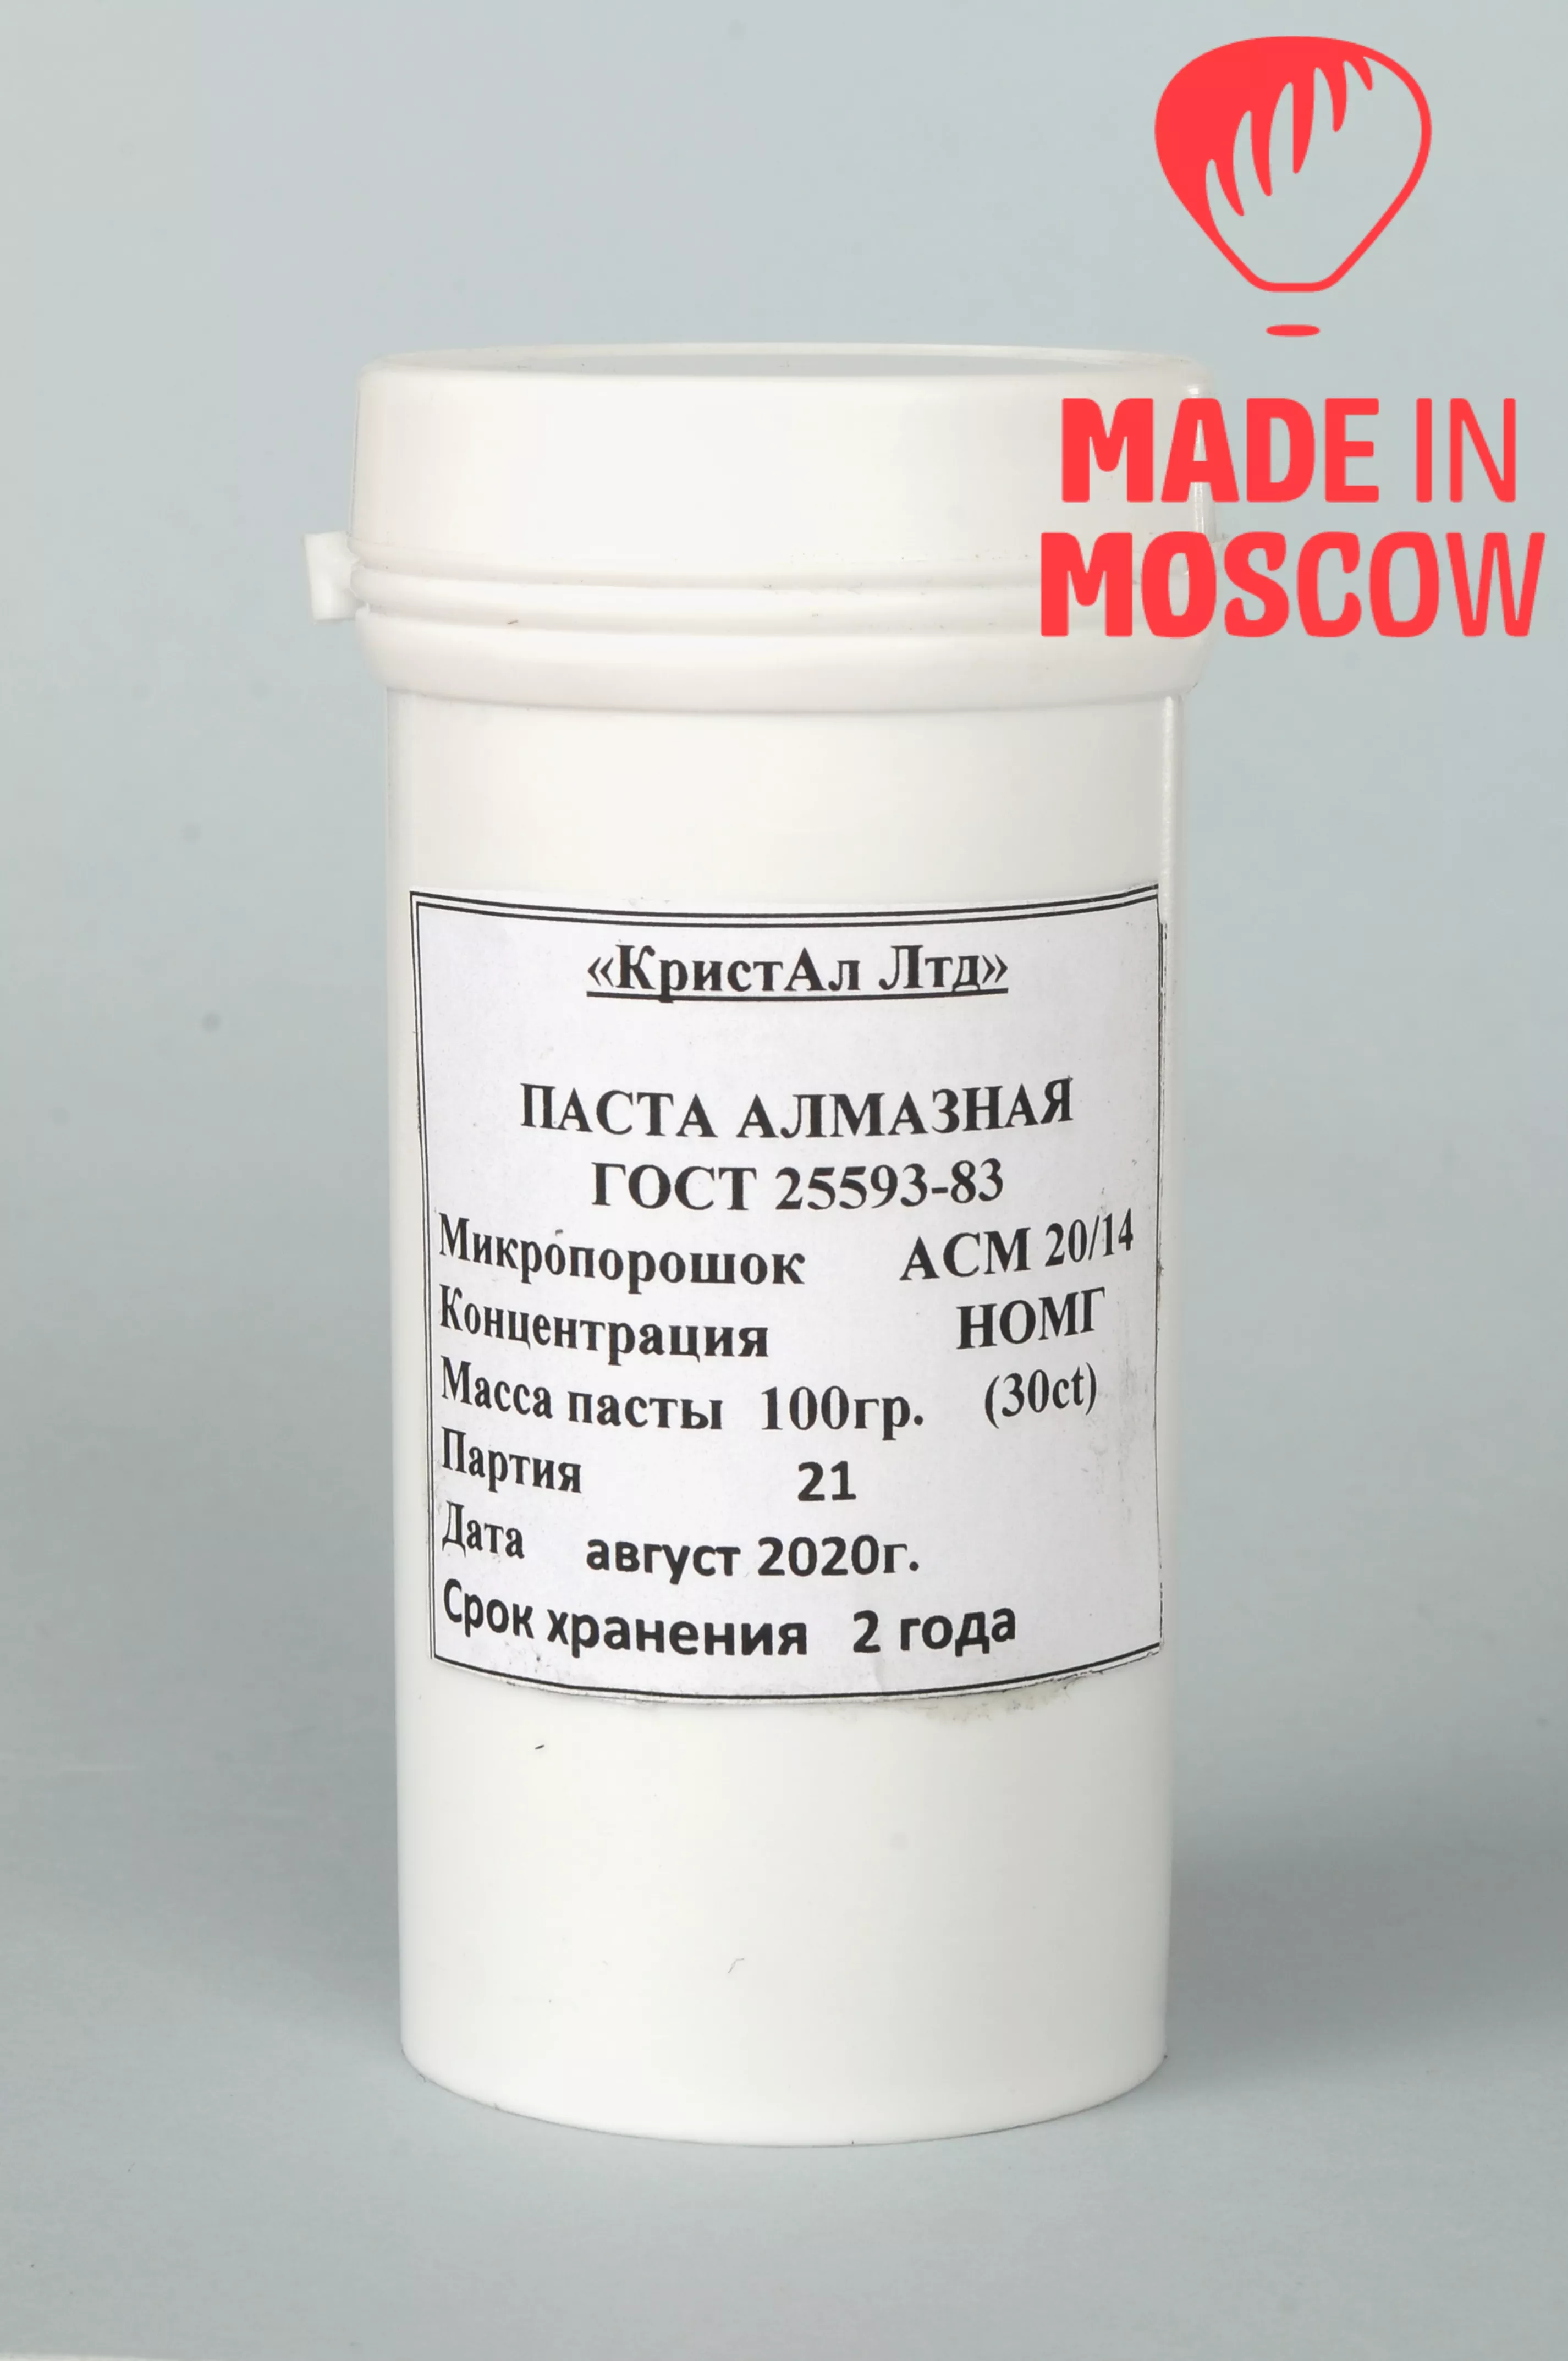 MADE IN
MOSCOW
«КристАл Лтд»
ПАСТА АЛМАЗНАЯ
ГОСТ 25593-83
Микропорошок АСМ 20/14
Концентрация НОМГ
Масса пасты 100гр. (30ct)
Партия 21
Дата август 2020г.
Срок хранения 2 года